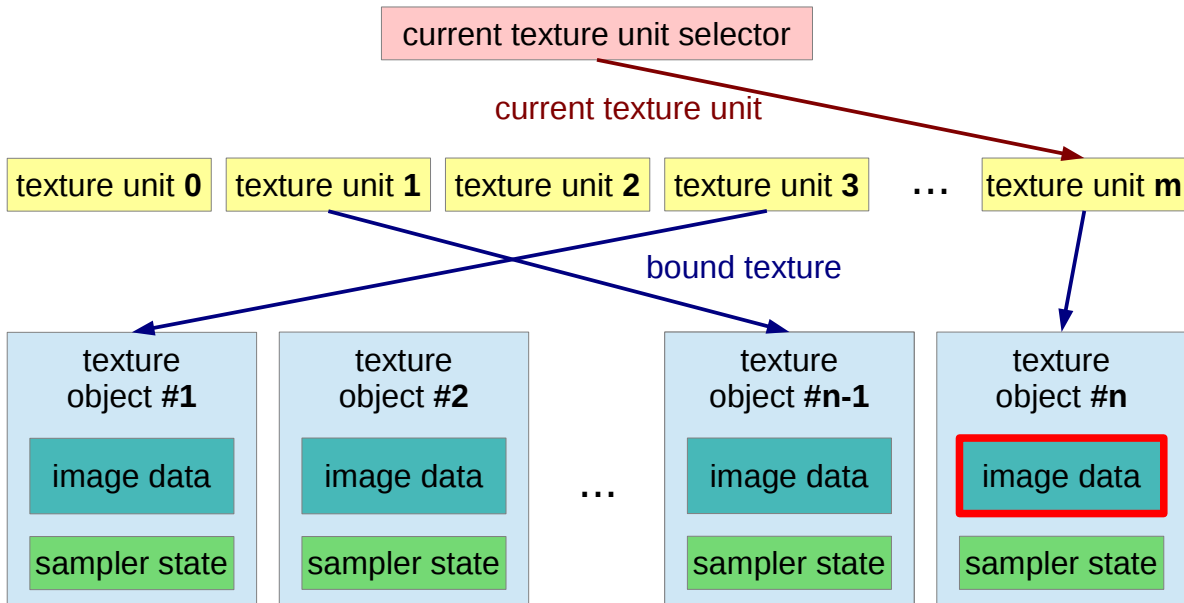 current texture unit selector
current texture unit
texture unit 0
texture unit 1
texture unit 2
texture unit 3
...
texture unit m
bound texture
texture
object #1
texture
object #2
texture
object #n-1
texture
object #n
image data
image data
...
image data
image data
sampler state
sampler state
sampler state
sampler state